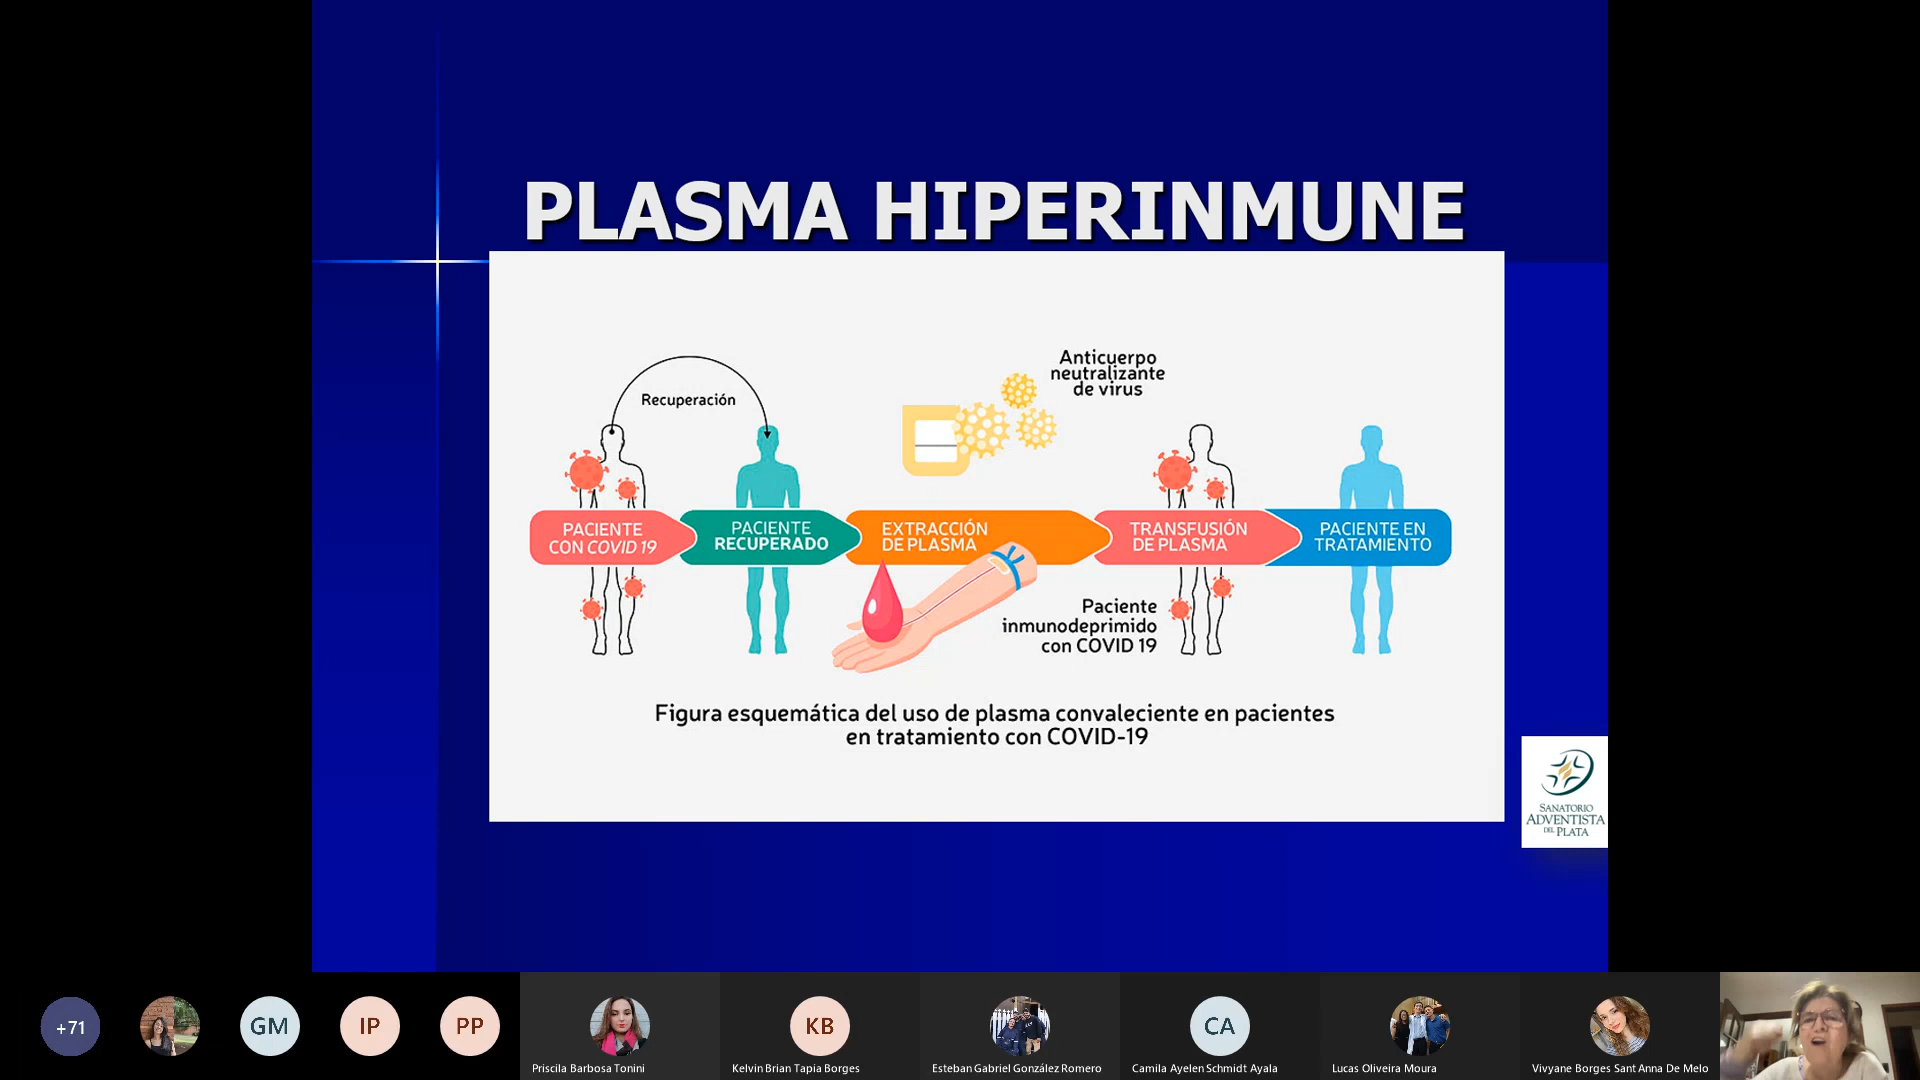 PLASMA HIPERINMUNE
Anticuerpo
neutralizante
de virus
Recuperación
PACIENTE
CON COVID 19
PACIENTE
RECUPERADO
EXTRACCIÓN
DE PLASMA
TRANSFUSIÓN
DE PLASMA
PACIENTE EN
TRATAMIENTO
Paciente
inmunodeprimido
con COVID 19
Figura esquemática del uso de plasma convaleciente en pacientes
en tratamiento con COVID-19
SANATORIO
ADVENTISTA
DEL PLATA
+71
GM
IP
PP
KB
CA
Priscila Barbosa Tonini
Kelvin Brian Tapia Borges
Esteban Gabriel González Romero
Camila Ayelen Schmidt Ayala
Lucas Oliveira Moura
Vivyane Borges Sant Anna De Melo